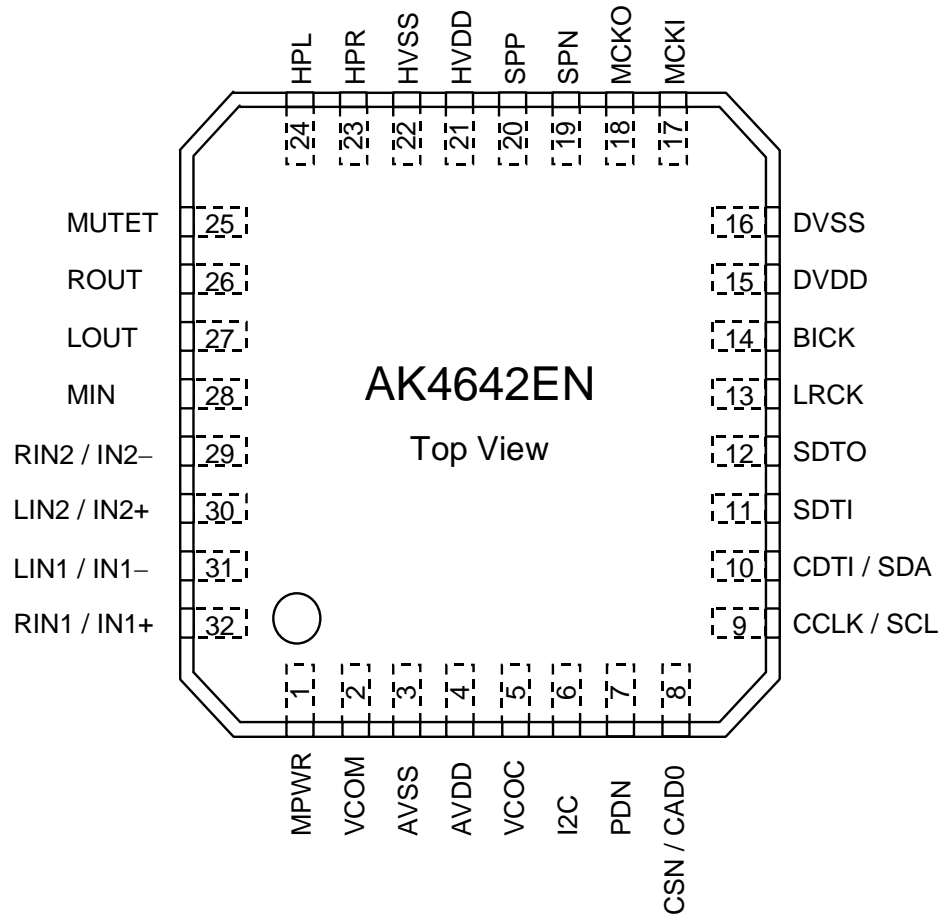 HPL
HPR
HVSS
HVDD
SPP
SPN
MCKO
MCKI
24
23
22
21
20
19
18
17
MUTET 25
ROUT 26
LOUT 27
MIN 28
RIN2 / IN2− 29
LIN2 / IN2+ 30
LIN1 / IN1− 31
RIN1 / IN1+ 32
AK4642EN
Top View
16 DVSS
15 DVDD
14 BICK
13 LRCK
12 SDTO
11 SDTI
10 CDTI / SDA
9 CCLK / SCL
1
2
3
4
5
6
7
8
MPWR
VCOM
AVSS
AVDD
VCOC
I2C
PDN
CSN / CAD0